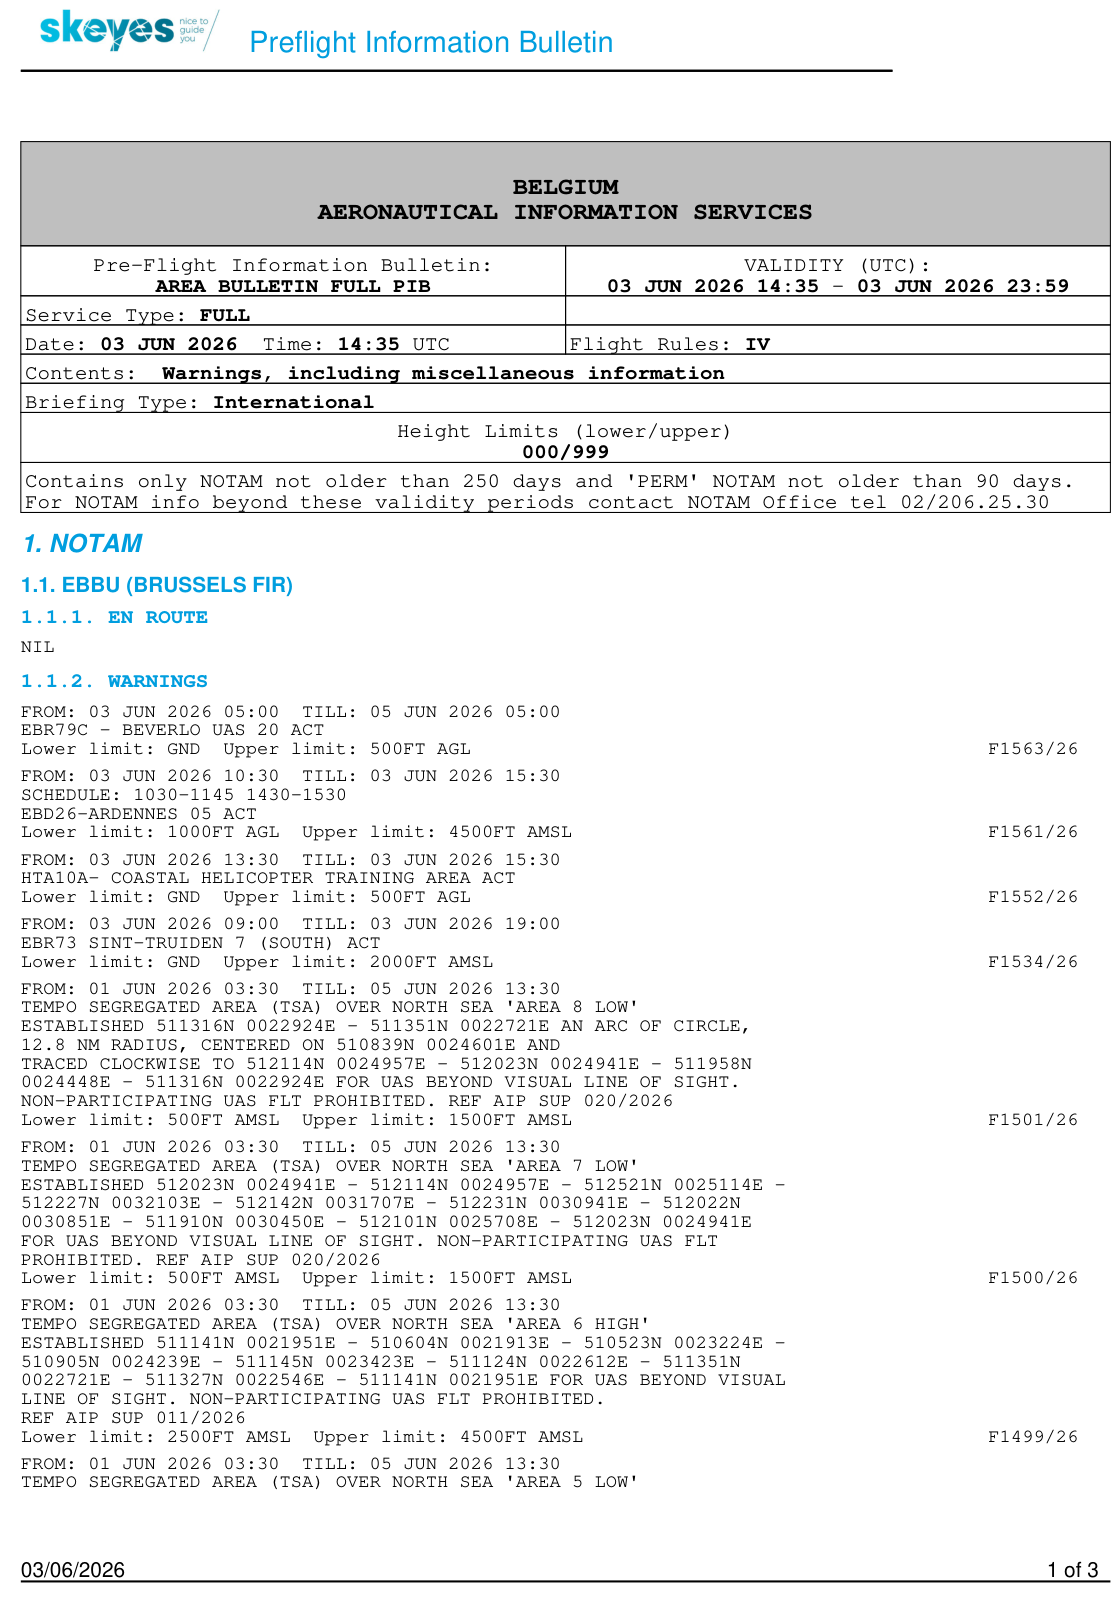 skeyes nice to guide you
Preflight Information Bulletin
BELGIUM
AERONAUTICAL INFORMATION SERVICES
Pre-Flight Information Bulletin:
AREA BULLETIN FULL PIB
VALIDITY (UTC):
03 JUN 2026 14:35 - 03 JUN 2026 23:59
Service Type: FULL
Date: 03 JUN 2026 Time: 14:35 UTC
Flight Rules: IV
Contents: Warnings, including miscellaneous information
Briefing Type: International
Height Limits (lower/upper)
000/999
Contains only NOTAM not older than 250 days and 'PERM' NOTAM not older than 90 days.
For NOTAM info beyond these validity periods contact NOTAM Office tel 02/206.25.30
1. NOTAM
1.1. EBBU (BRUSSELS FIR)
1.1.1. EN ROUTE
NIL
1.1.2. WARNINGS
FROM: 03 JUN 2026 05:00 TILL: 05 JUN 2026 05:00
EBR79C - BEVERLO UAS 20 ACT
Lower limit: GND Upper limit: 500FT AGL F1563/26
FROM: 03 JUN 2026 10:30 TILL: 03 JUN 2026 15:30
SCHEDULE: 1030-1145 1430-1530
EBD26-ARDENNES 05 ACT
Lower limit: 1000FT AGL Upper limit: 4500FT AMSL F1561/26
FROM: 03 JUN 2026 13:30 TILL: 03 JUN 2026 15:30
HTA10A- COASTAL HELICOPTER TRAINING AREA ACT
Lower limit: GND Upper limit: 500FT AGL F1552/26
FROM: 03 JUN 2026 09:00 TILL: 03 JUN 2026 19:00
EBR73 SINT-TRUIDEN 7 (SOUTH) ACT
Lower limit: GND Upper limit: 2000FT AMSL F1534/26
FROM: 01 JUN 2026 03:30 TILL: 05 JUN 2026 13:30
TEMPO SEGREGATED AREA (TSA) OVER NORTH SEA 'AREA 8 LOW'
ESTABLISHED 511316N 0022924E - 511351N 0022721E AN ARC OF CIRCLE,
12.8 NM RADIUS, CENTERED ON 510839N 0024601E AND
TRACED CLOCKWISE TO 512114N 0024957E - 512023N 0024941E - 511958N
0024448E - 511316N 0022924E FOR UAS BEYOND VISUAL LINE OF SIGHT.
NON-PARTICIPATING UAS FLT PROHIBITED. REF AIP SUP 020/2026
Lower limit: 500FT AMSL Upper limit: 1500FT AMSL F1501/26
FROM: 01 JUN 2026 03:30 TILL: 05 JUN 2026 13:30
TEMPO SEGREGATED AREA (TSA) OVER NORTH SEA 'AREA 7 LOW'
ESTABLISHED 512023N 0024941E - 512114N 0024957E - 512521N 0025114E -
512227N 0032103E - 512142N 0031707E - 512231N 0030941E - 512022N
0030851E - 511910N 0030450E - 512101N 0025708E - 512023N 0024941E
FOR UAS BEYOND VISUAL LINE OF SIGHT. NON-PARTICIPATING UAS FLT
PROHIBITED. REF AIP SUP 020/2026
Lower limit: 500FT AMSL Upper limit: 1500FT AMSL F1500/26
FROM: 01 JUN 2026 03:30 TILL: 05 JUN 2026 13:30
TEMPO SEGREGATED AREA (TSA) OVER NORTH SEA 'AREA 6 HIGH'
ESTABLISHED 511141N 0021951E - 510604N 0021913E - 510523N 0023224E -
510905N 0024239E - 511145N 0023423E - 511124N 0022612E - 511351N
0022721E - 511327N 0022546E - 511141N 0021951E FOR UAS BEYOND VISUAL
LINE OF SIGHT. NON-PARTICIPATING UAS FLT PROHIBITED.
REF AIP SUP 011/2026
Lower limit: 2500FT AMSL Upper limit: 4500FT AMSL F1499/26
FROM: 01 JUN 2026 03:30 TILL: 05 JUN 2026 13:30
TEMPO SEGREGATED AREA (TSA) OVER NORTH SEA 'AREA 5 LOW'
03/06/2026 1 of 3